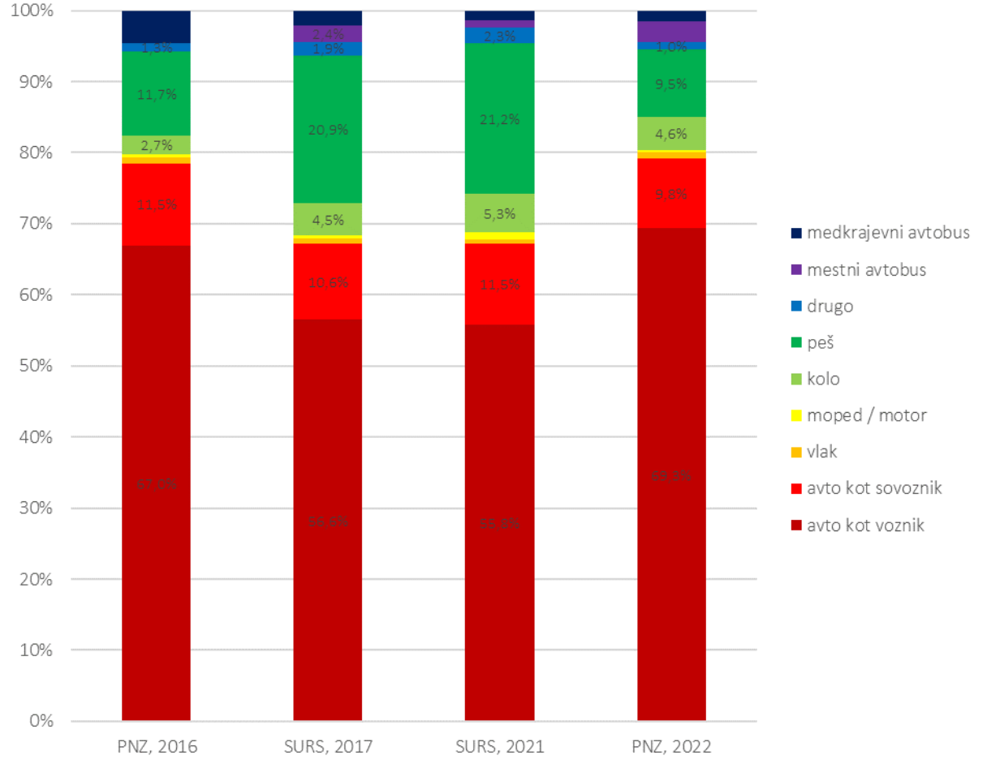 100%
90%
80%
70%
60%
50%
40%
30%
20%
10%
0%
1,3%
11,7%
2,7%
11,5%
67,0%
2,4%
1,9%
20,9%
4,5%
10,6%
56,6%
2,3%
21,2%
5,3%
11,5%
55,8%
1,0%
9,5%
4,6%
9,8%
69,3%
PNZ, 2016
SURS, 2017
SURS, 2021
PNZ, 2022
medkrajevni avtobus
mestni avtobus
drugo
peš
kolo
moped / motor
vlak
avto kot sovoznik
avto kot voznik